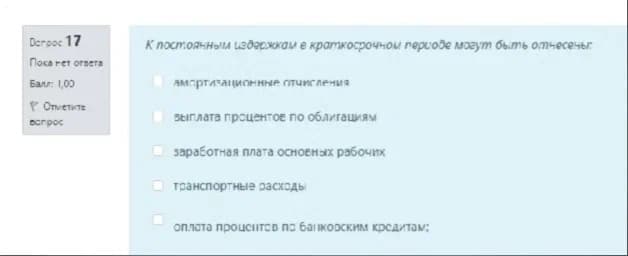 Вопрос 17
Пока нет ответа
Балл: 1,00
Отметить
вопрос
К постоянным издержкам в краткосрочном периоде могут быть отнесены:
амортизационные отчисления
выплата процентов по облигациям
заработная плата основных рабочих
транспортные расходы
оплата процентов по банковским кредитам;